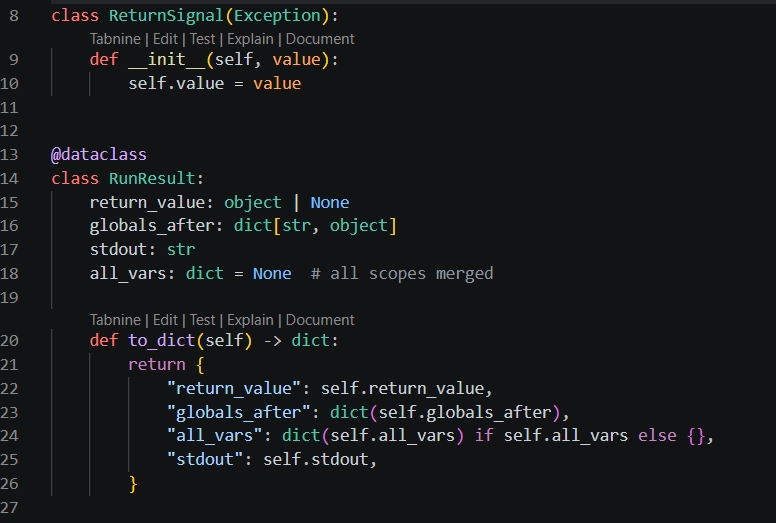 8 class ReturnSignal(Exception):
Tabnine | Edit | Test | Explain | Document
9     def __init__(self, value):
10         self.value = value
11
12
13 @dataclass
14 class RunResult:
15     return_value: object | None
16     globals_after: dict[str, object]
17     stdout: str
18     all_vars: dict = None  # all scopes merged
19
Tabnine | Edit | Test | Explain | Document
20     def to_dict(self) -> dict:
21         return {
22             "return_value": self.return_value,
23             "globals_after": dict(self.globals_after),
24             "all_vars": dict(self.all_vars) if self.all_vars else {},
25             "stdout": self.stdout,
26         }
27